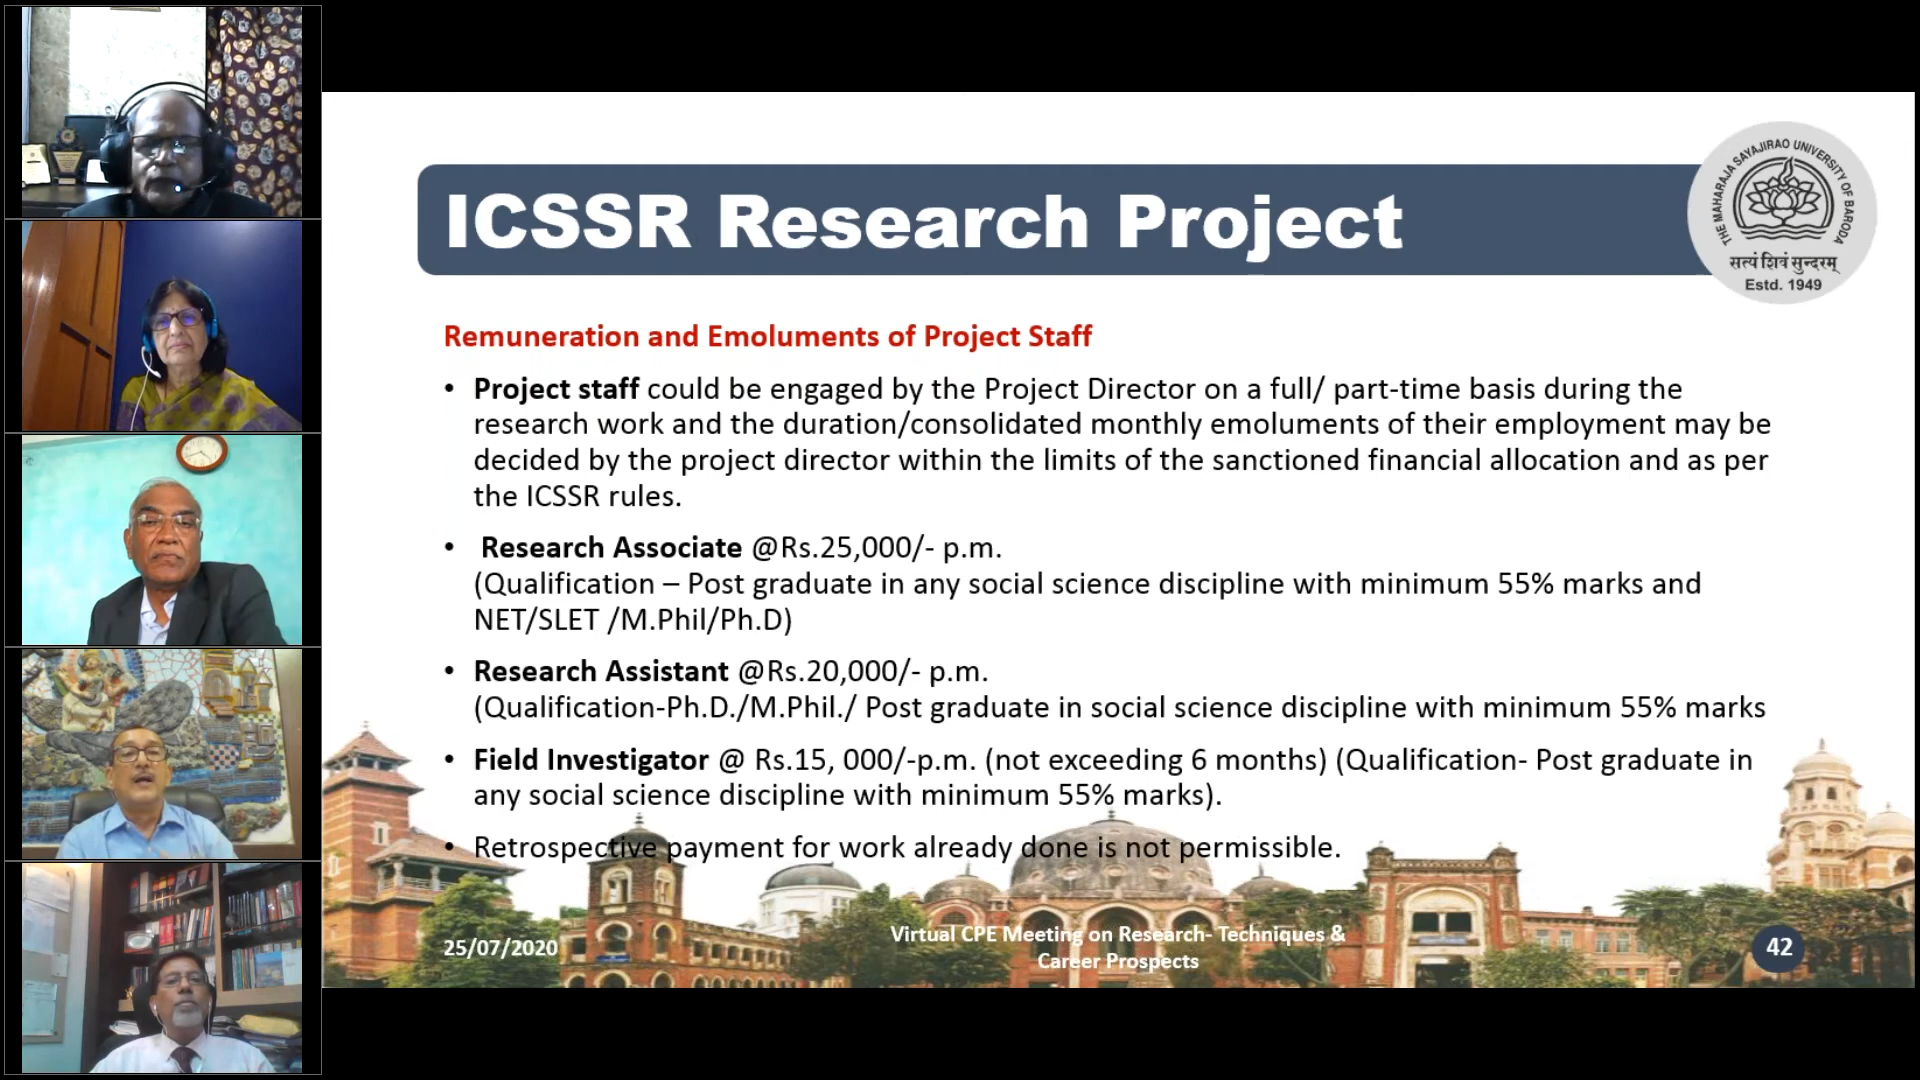 ICSSR Research Project
THE MAHARAJA SAYAJIRAO UNIVERSITY OF BARODA
सत्यं शिवं सुन्दरम्
Estd. 1949
Remuneration and Emoluments of Project Staff
• Project staff could be engaged by the Project Director on a full/ part-time basis during the
research work and the duration/consolidated monthly emoluments of their employment may be
decided by the project director within the limits of the sanctioned financial allocation and as per
the ICSSR rules.
• Research Associate @Rs.25,000/- p.m.
(Qualification – Post graduate in any social science discipline with minimum 55% marks and
NET/SLET /M.Phil/Ph.D)
• Research Assistant @Rs.20,000/- p.m.
(Qualification-Ph.D./M.Phil./ Post graduate in social science discipline with minimum 55% marks
• Field Investigator @ Rs.15, 000/-p.m. (not exceeding 6 months) (Qualification- Post graduate in
any social science discipline with minimum 55% marks).
• Retrospective payment for work already done is not permissible.
25/07/2020
Virtual CPE Meeting on Research- Techniques &
Career Prospects
42